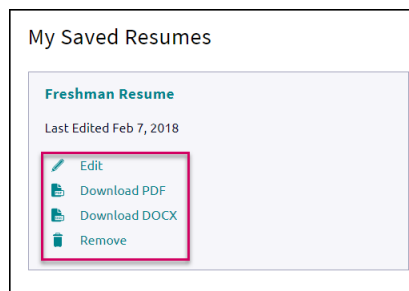 My Saved Resumes
Freshman Resume
Last Edited Feb 7, 2018
Edit
Download PDF
Download DOCX
Remove